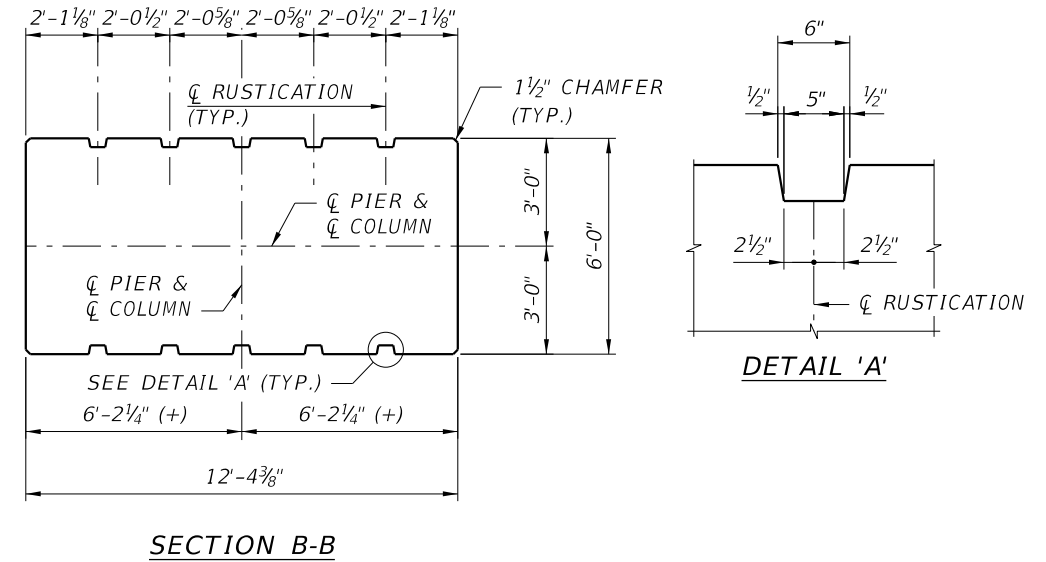 2'-1⅛" 2'-0½" 2'-0⅝" 2'-0⅝" 2'-0½" 2'-1⅛"
℄ RUSTICATION
(TYP.)
1½" CHAMFER
(TYP.)
℄ PIER &
℄ COLUMN
℄ PIER &
℄ COLUMN
3'-0"
3'-0"
6'-0"
SEE DETAIL 'A' (TYP.)
6'-2¼" (+)
6'-2¼" (+)
12'-4⅜"
SECTION B-B
6"
½" 5" ½"
2½" 2½"
℄ RUSTICATION
DETAIL 'A'